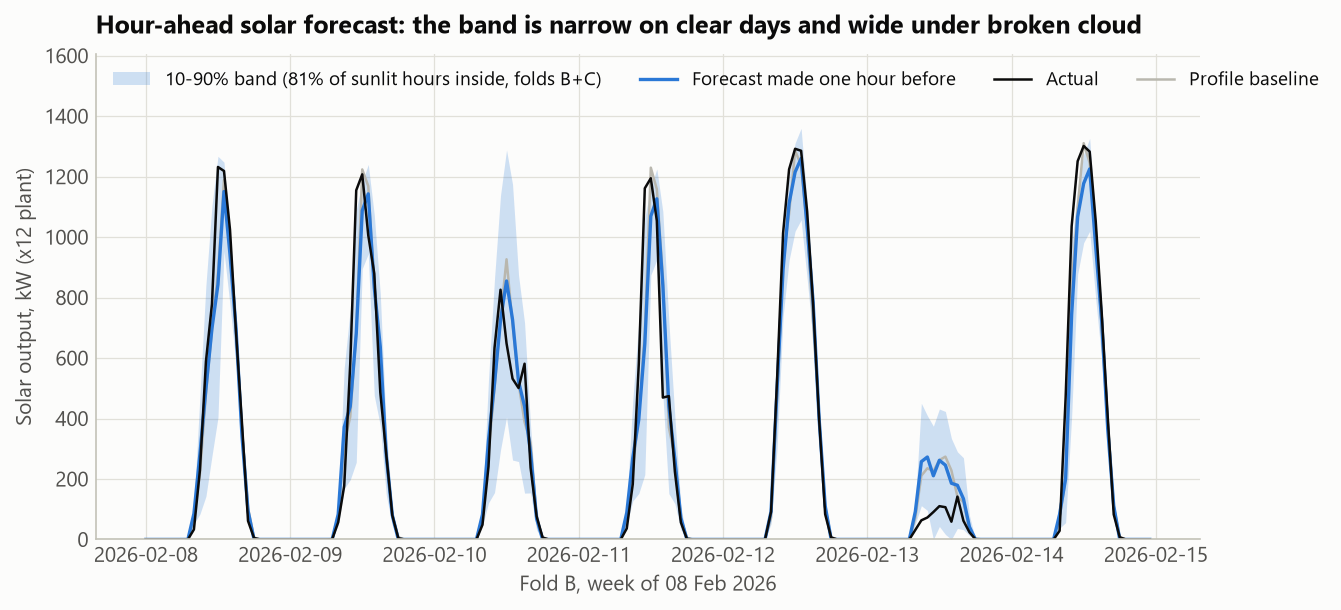 Hour-ahead solar forecast: the band is narrow on clear days and wide under broken cloud
10-90% band (81% of sunlit hours inside, folds B+C) Forecast made one hour before Actual Profile baseline
Solar output, kW (x12 plant)
1600
1400
1200
1000
800
600
400
200
0
2026-02-08 2026-02-09 2026-02-10 2026-02-11 2026-02-12 2026-02-13 2026-02-14 2026-02-15
Fold B, week of 08 Feb 2026